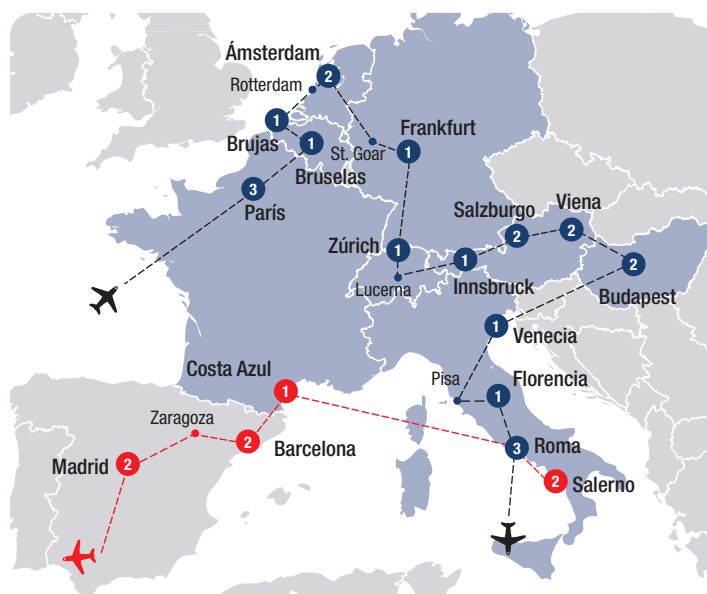 Ámsterdam
2
Rotterdam
1
Brujas
1
Bruselas
St. Goar
Frankfurt
1
3
París
Zúrich
1
Lucerna
Salzburgo
2
Viena
2
1
Innsbruck
2
Budapest
1
Venecia
Costa Azul
1
Pisa
Florencia
1
Zaragoza
2
Barcelona
Madrid
2
3
Roma
2
Salerno